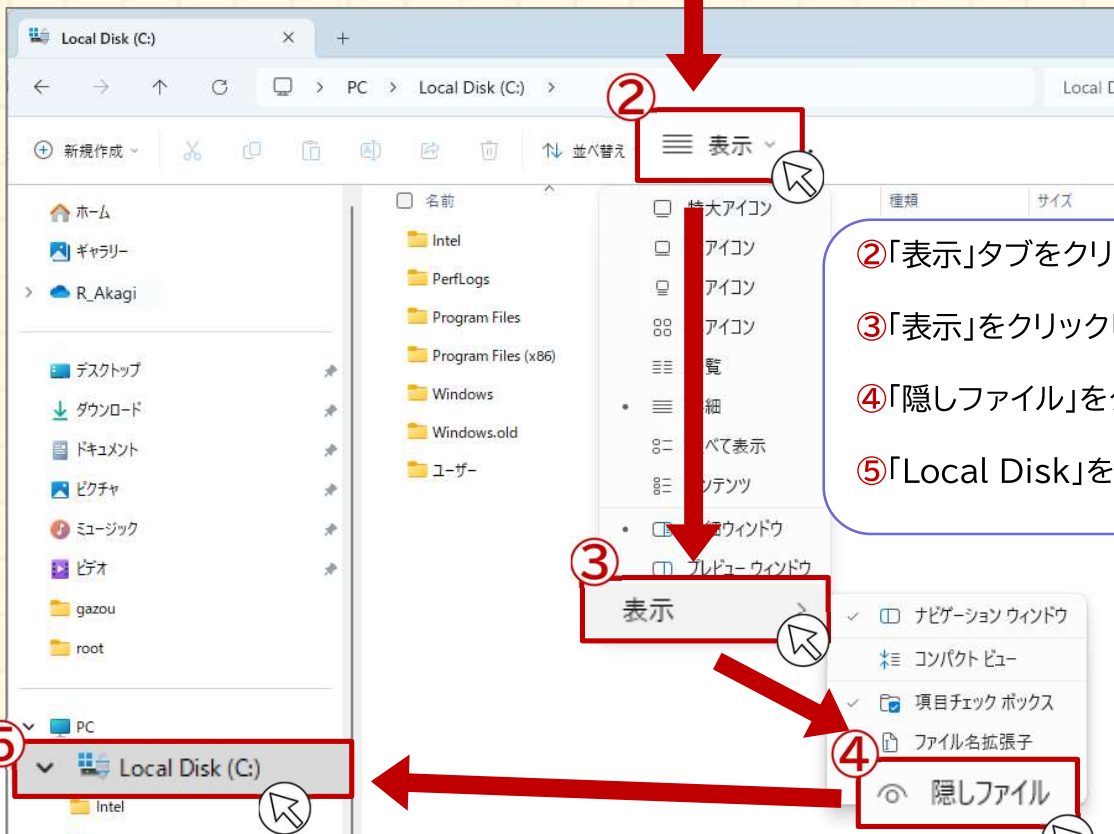 Local Disk (C:)
PC > Local Disk (C:) >
Local D
②
新規作成
並べ替え
表示
名前
種類
サイズ
ホーム
ギャラリー
R_Akagi
デスクトップ
ダウンロード
ドキュメント
ピクチャ
ミュージック
ビデオ
gazou
root
PC
⑤
Local Disk (C:)
Intel
Intel
PerfLogs
Program Files
Program Files (x86)
Windows
Windows.old
ユーザー
特大アイコン
アイコン
アイコン
アイコン
覧
細
べて表示
ンテンツ
細ウィンドウ
プレビュー ウィンドウ
③
表示
ナビゲーション ウィンドウ
コンパクト ビュー
項目チェック ボックス
ファイル名拡張子
④
隠しファイル
②「表示」タブをクリ
③「表示」をクリック
④「隠しファイル」を
⑤「Local Disk」を